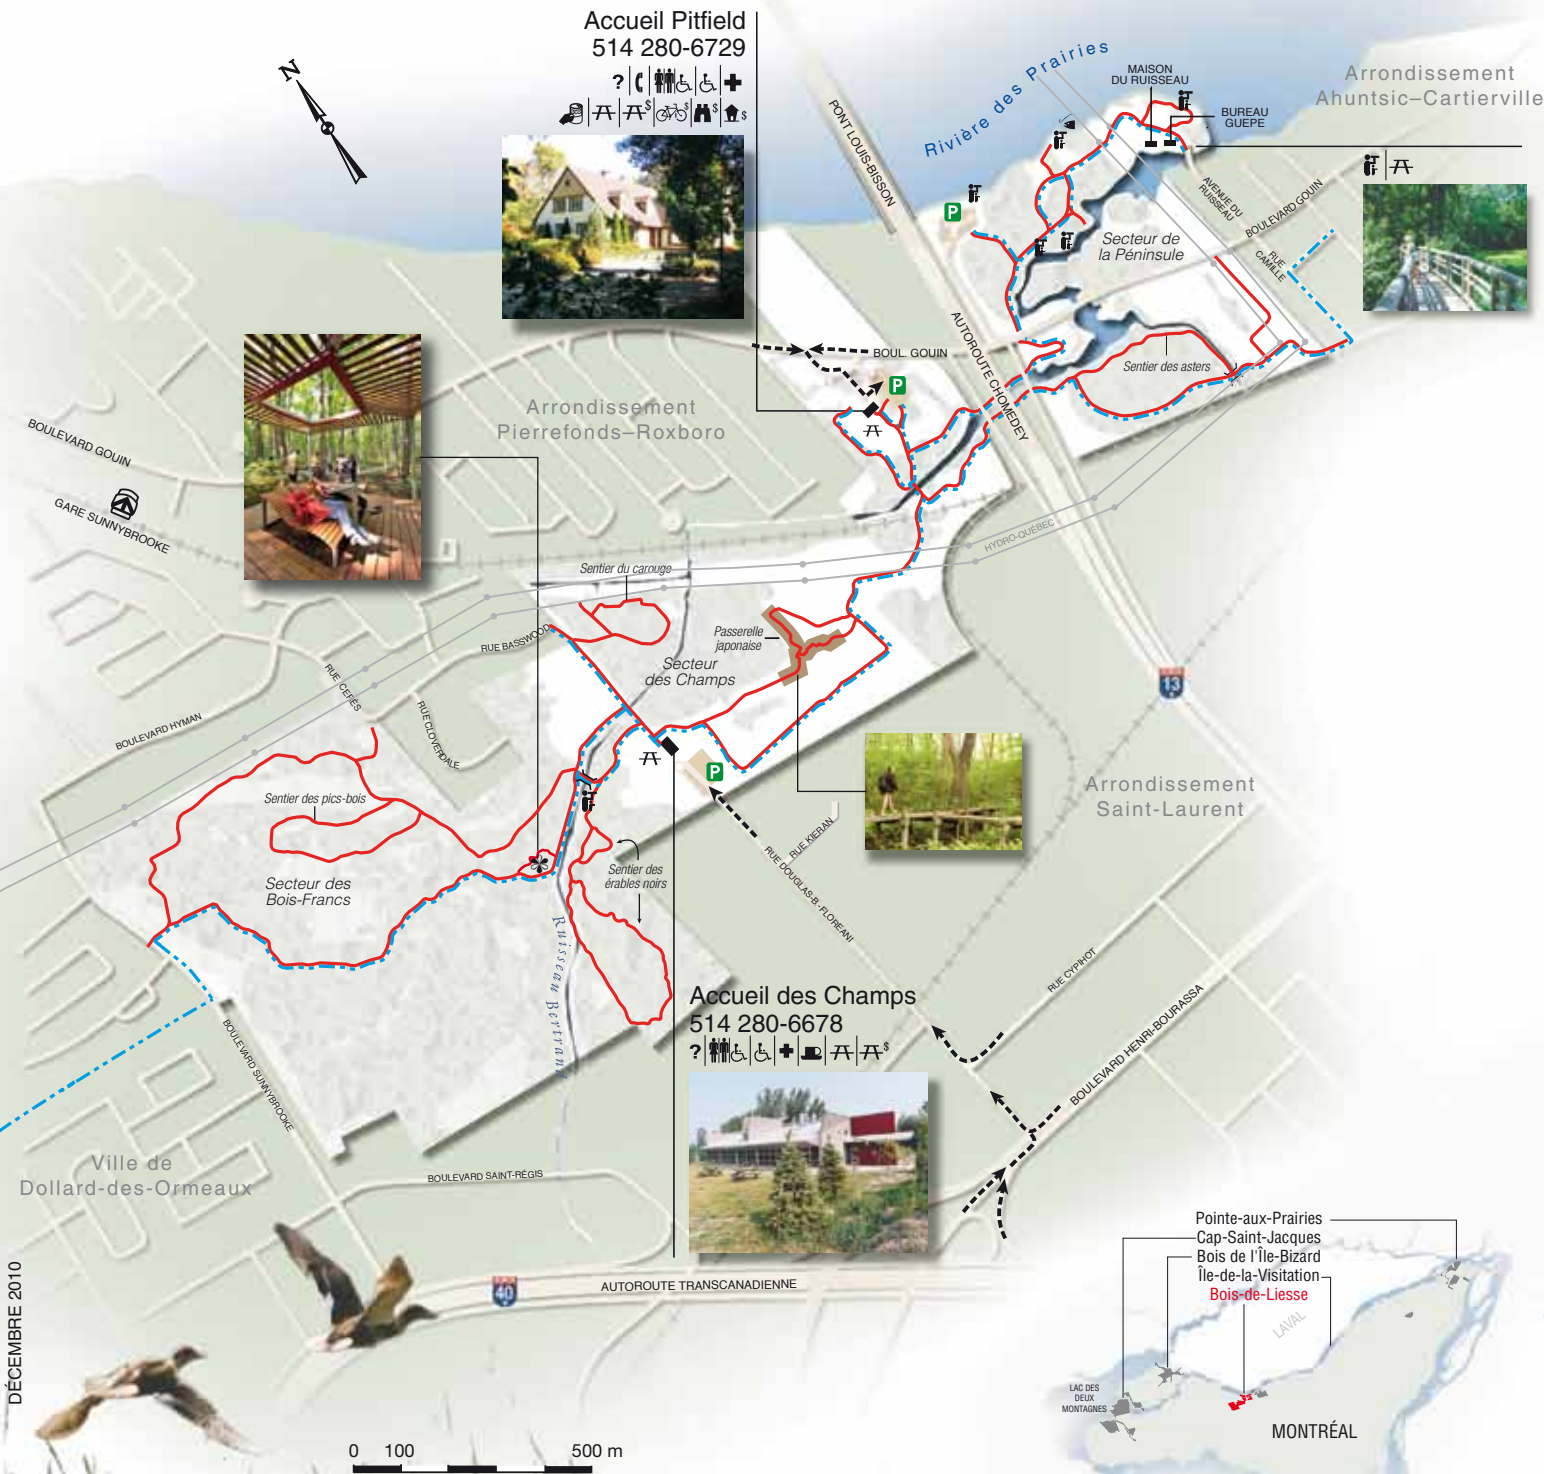 Accueil Pitfield
514 280-6729
? $ $ $ $
N
Rivière des Prairies
MAISON
DU RUISSEAU
BUREAU
GUEPE
Arrondissement
Ahuntsic–Cartierville
PONT LOUIS-BISSON
AVENUE DU
RUISSEAU
BOULEVARD GOUIN
RUE
CAMILLE
P
Secteur de
la Péninsule
AUTOROUTE CHOMEDEY
BOUL. GOUIN
P
Sentier des asters
Arrondissement
Pierrefonds–Roxboro
BOULEVARD GOUIN
GARE SUNNYBROOKE
HYDRO-QUÉBEC
Sentier du carouge
RUE BASSWOOD
Passerelle
japonaise
Secteur
des Champs
RUE CÉRÈS
RUE CLOVERDALE
BOULEVARD HYMAN
13
P
Arrondissement
Saint-Laurent
Sentier des pics-bois
RUE KIERAN
RUE DOUGLAS-B.-FLOREANI
Secteur des
Bois-Francs
Sentier des
érables noirs
Ruisseau Bertrand
RUE CYPIHOT
BOULEVARD HENRI-BOURASSA
Accueil des Champs
514 280-6678
? $
BOULEVARD SUNNYBROOKE
Ville de
Dollard-des-Ormeaux
BOULEVARD SAINT-RÉGIS
40
AUTOROUTE TRANSCANADIENNE
DÉCEMBRE 2010
0 100 500 m
Pointe-aux-Prairies
Cap-Saint-Jacques
Bois de l'Île-Bizard
Île-de-la-Visitation
Bois-de-Liesse
LAVAL
LAC DES
DEUX
MONTAGNES
MONTRÉAL